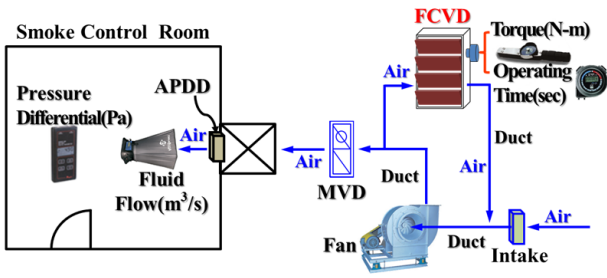 Smoke Control Room
Pressure
Differential(Pa)
APDD
Air
Fluid
Flow(m³/s)
Air
MVD
Air
FCVD
Torque(N-m)
Operating
Time(sec)
Duct
Air
Duct
Fan
Duct
Intake
Air